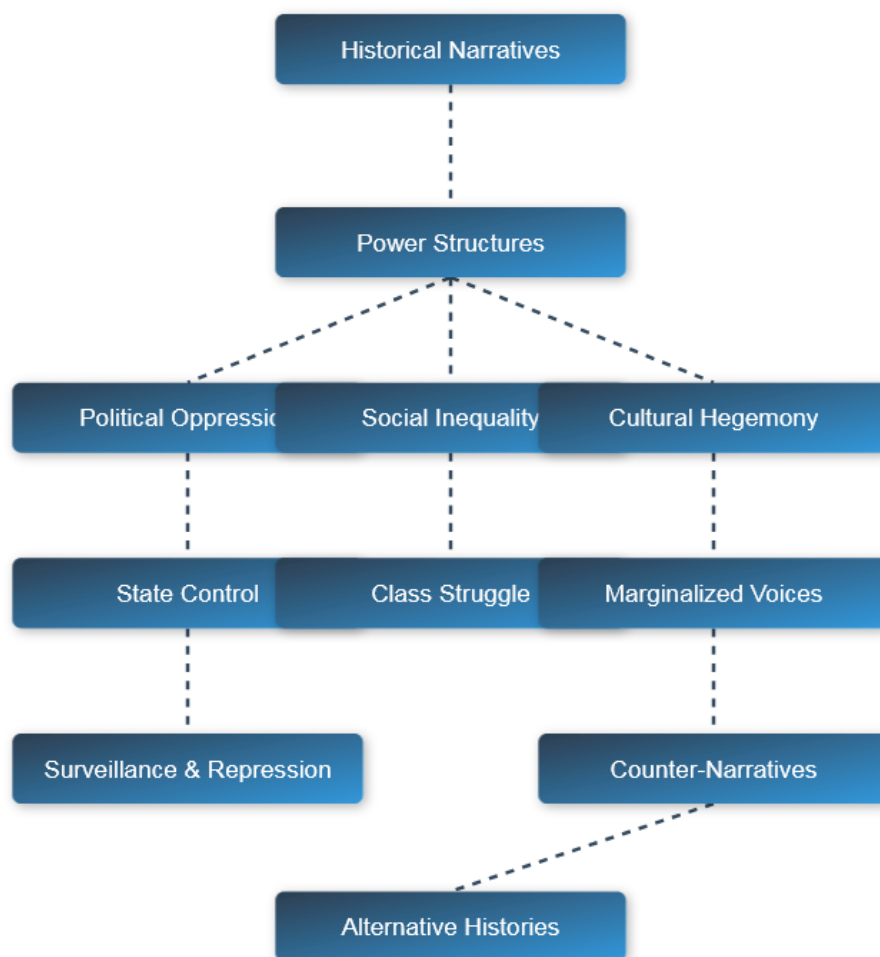 Historical Narratives
Power Structures
Political Oppressio
Social Inequality
Cultural Hegemony
State Control
Class Struggle
Marginalized Voices
Surveillance & Repression
Counter-Narratives
Alternative Histories